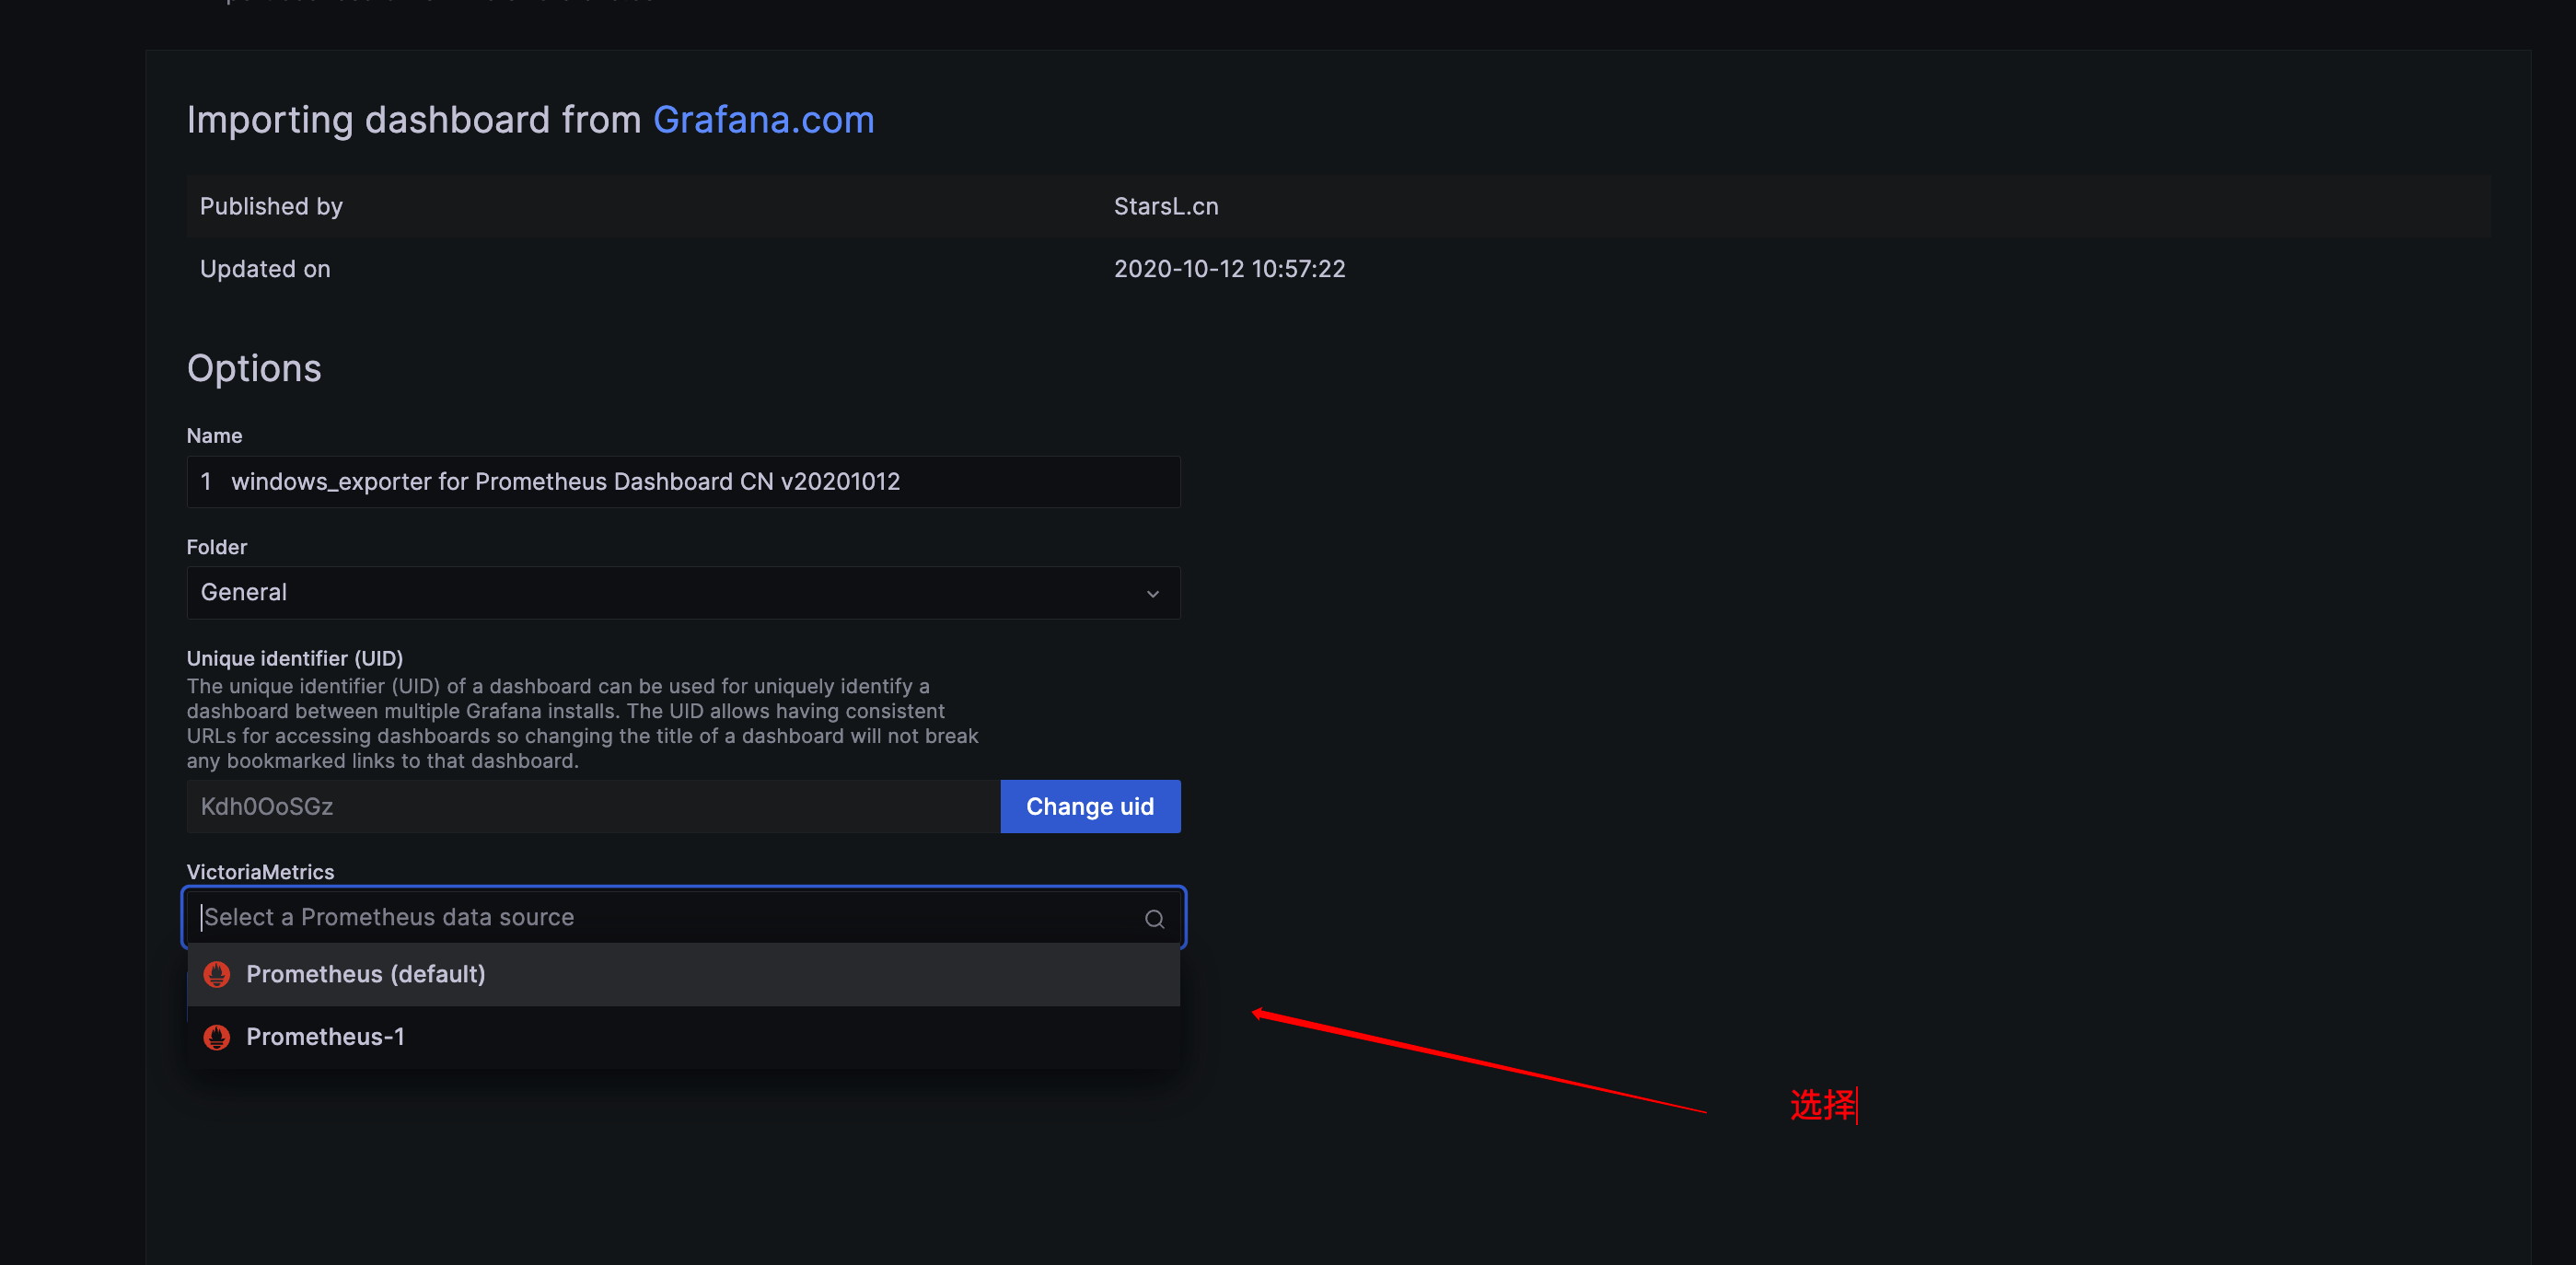 Importing dashboard from Grafana.com
Published by StarsL.cn
Updated on 2020-10-12 10:57:22
Options
Name
1 windows_exporter for Prometheus Dashboard CN v20201012
Folder
General
Unique identifier (UID)
The unique identifier (UID) of a dashboard can be used for uniquely identify a
dashboard between multiple Grafana installs. The UID allows having consistent
URLs for accessing dashboards so changing the title of a dashboard will not break
any bookmarked links to that dashboard.
Kdh0OoSGz Change uid
VictoriaMetrics
Select a Prometheus data source
Prometheus (default)
Prometheus-1
选择